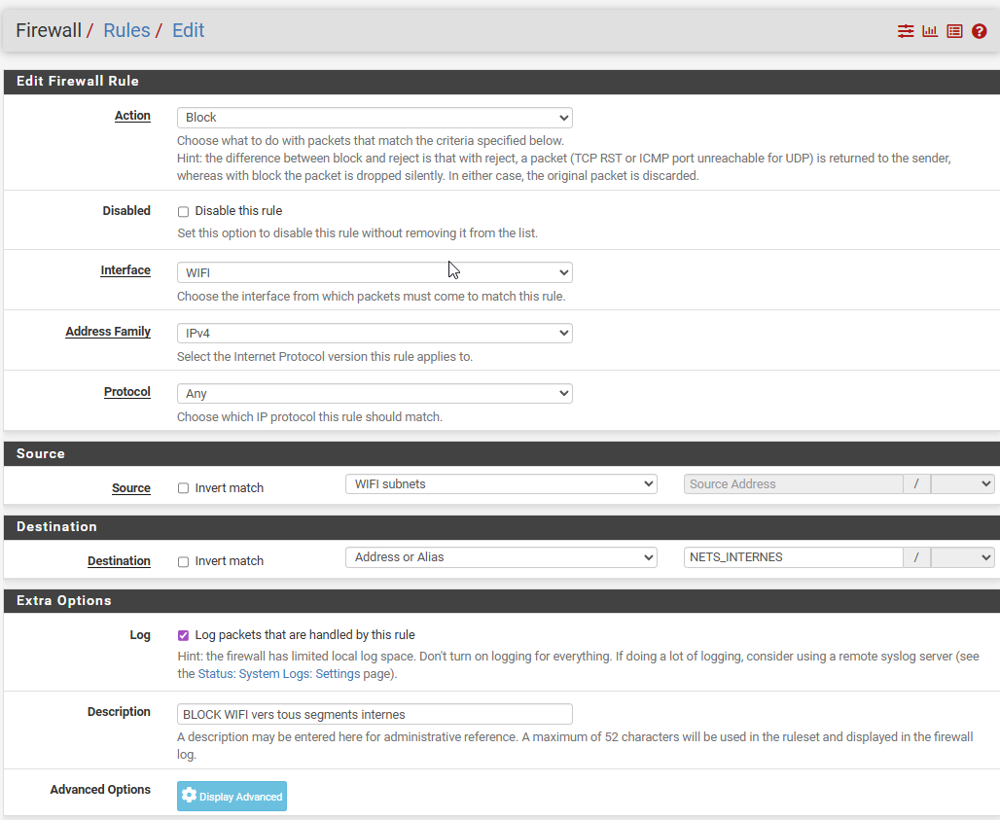 Firewall / Rules / Edit
Edit Firewall Rule
Action
Block
Choose what to do with packets that match the criteria specified below.
Hint: the difference between block and reject is that with reject, a packet (TCP RST or ICMP port unreachable for UDP) is returned to the sender,
whereas with block the packet is dropped silently. In either case, the original packet is discarded.
Disabled
Disable this rule
Set this option to disable this rule without removing it from the list.
Interface
WIFI
Choose the interface from which packets must come to match this rule.
Address Family
IPv4
Select the Internet Protocol version this rule applies to.
Protocol
Any
Choose which IP protocol this rule should match.
Source
Source
Invert match
WIFI subnets
Source Address
/
Destination
Destination
Invert match
Address or Alias
NETS_INTERNES
/
Extra Options
Log
Log packets that are handled by this rule
Hint: the firewall has limited local log space. Don't turn on logging for everything. If doing a lot of logging, consider using a remote syslog server (see
the Status: System Logs: Settings page).
Description
BLOCK WIFI vers tous segments internes
A description may be entered here for administrative reference. A maximum of 52 characters will be used in the ruleset and displayed in the firewall
log.
Advanced Options
Display Advanced